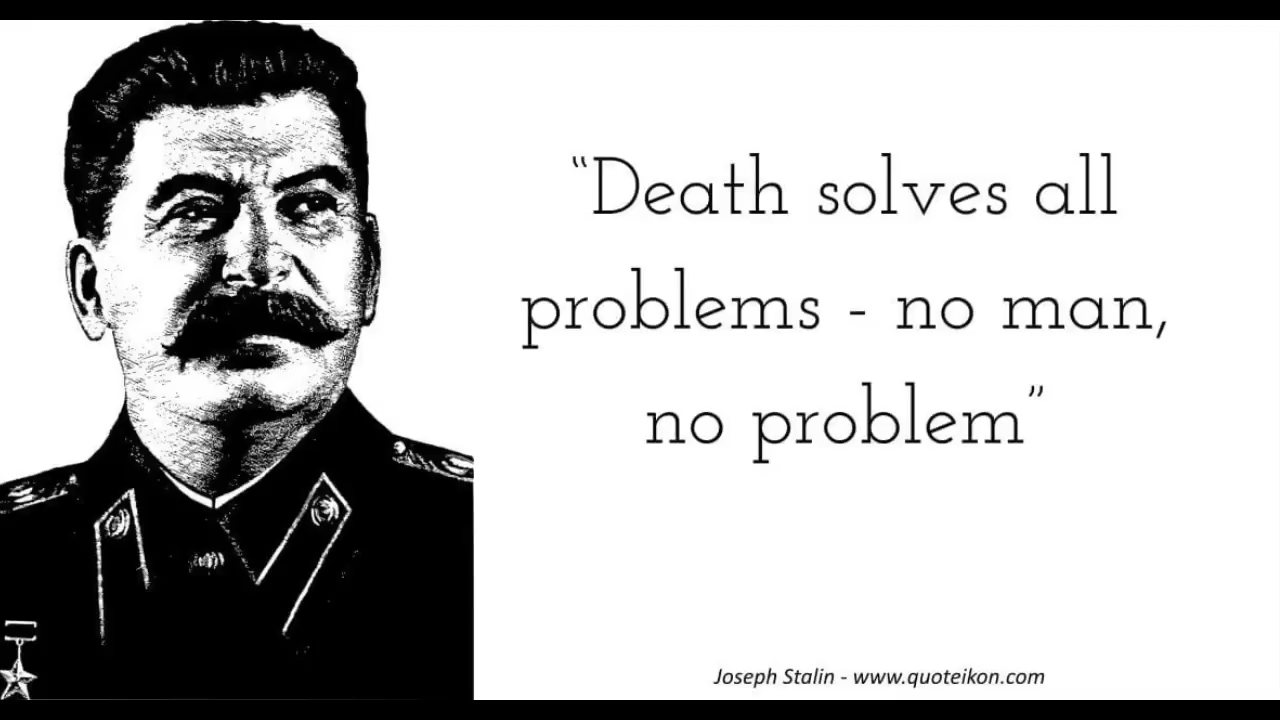 “Death solves all
problems - no man,
no problem”
Joseph Stalin - www.quoteikon.com